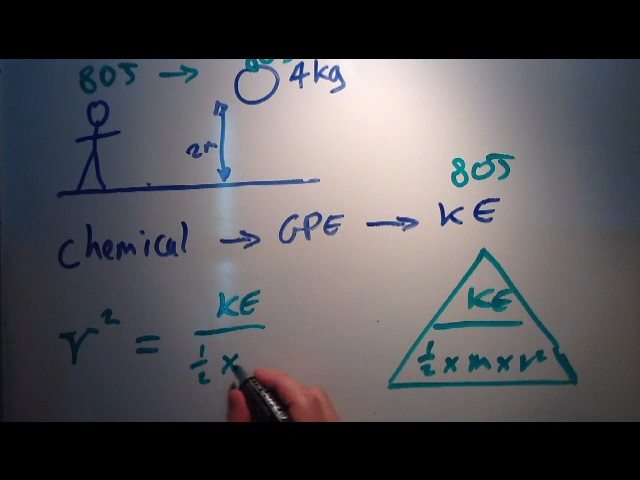 80J → 4kg
2m
80J
Chemical → GPE → KE
KE
v² = KE
½ x
½ x m x v²